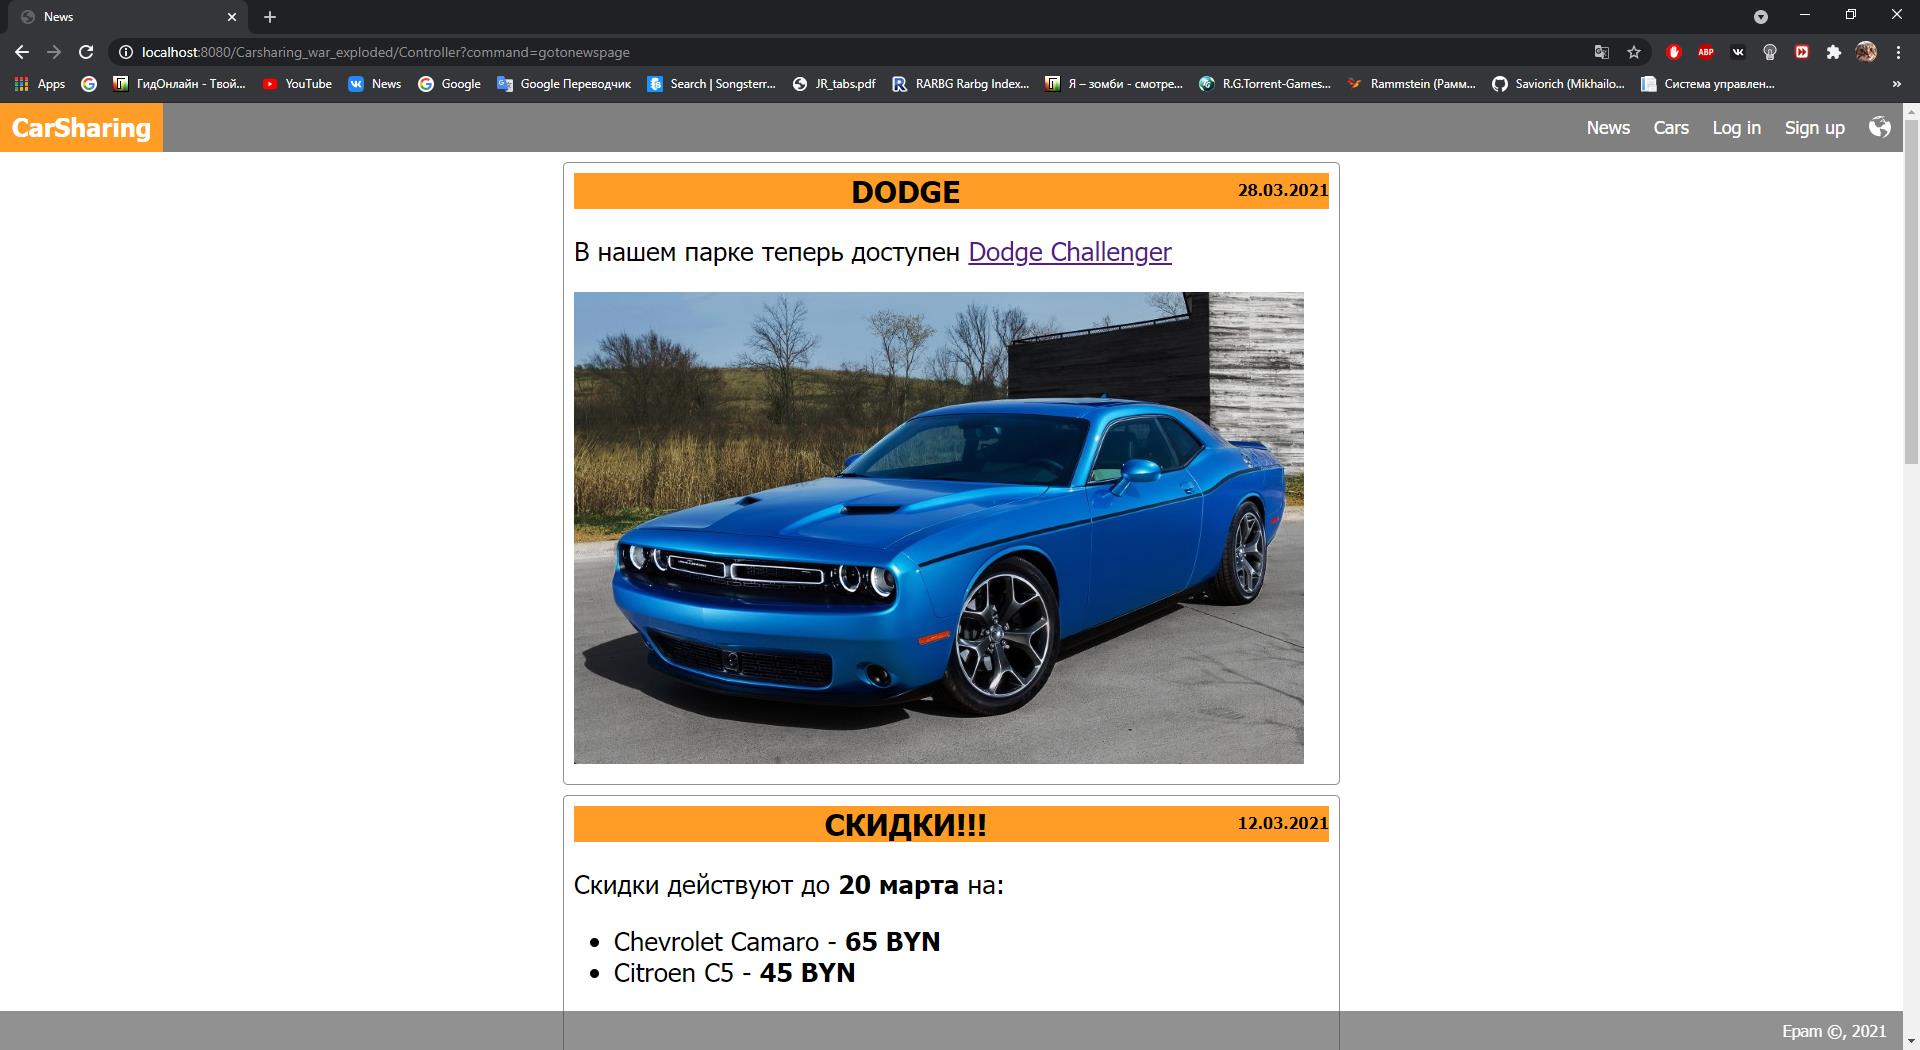 News
localhost:8080/Carsharing_war_exploded/Controller?command=gotonewspage
Apps ГидОнлайн - Твой... YouTube News Google Google Переводчик Search | Songsterr... JR_tabs.pdf RARBG Rarbg Index... Я – зомби - смотре... R.G.Torrent-Games... Rammstein (Рамм... Saviorich (Mikhailo... Система управлен... »
CarSharing News Cars Log in Sign up
DODGE 28.03.2021
В нашем парке теперь доступен Dodge Challenger
СКИДКИ!!! 12.03.2021
Скидки действуют до 20 марта на:
• Chevrolet Camaro - 65 BYN
• Citroen C5 - 45 BYN
Epam ©, 2021